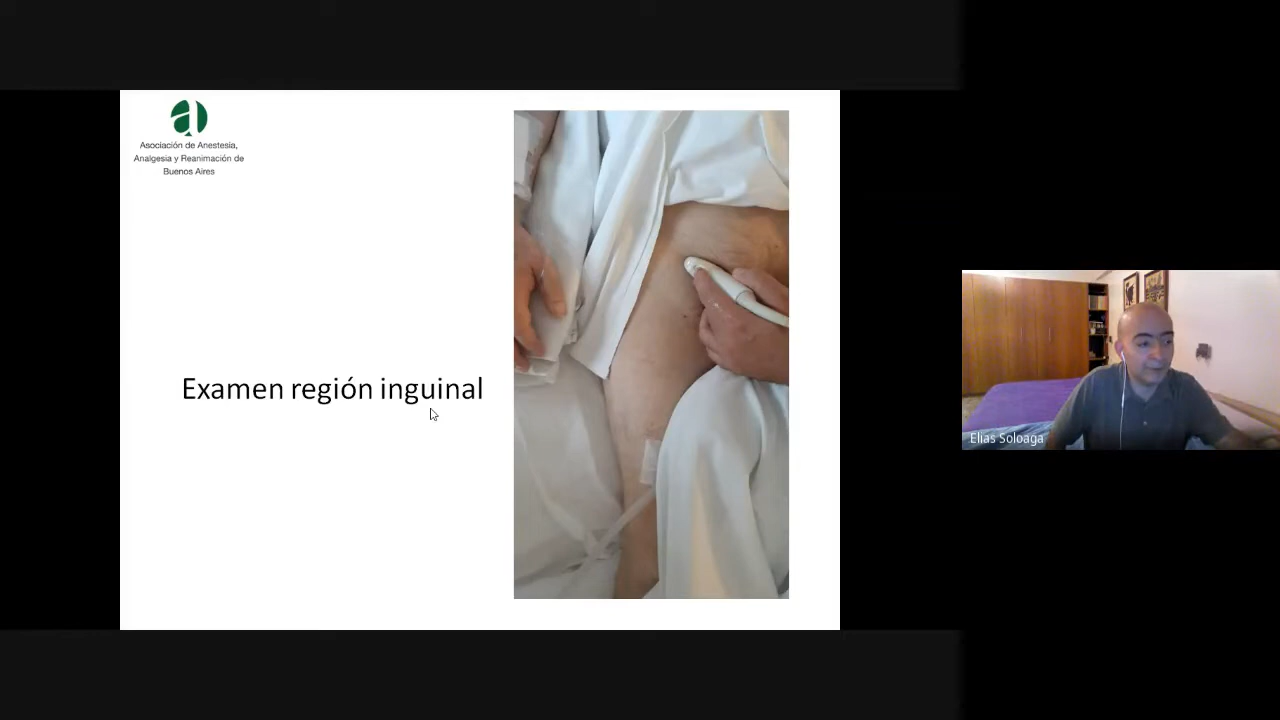 Asociación de Anestesia,
Analgesia y Reanimación de
Buenos Aires
Examen región inguinal
Elias Soloaga